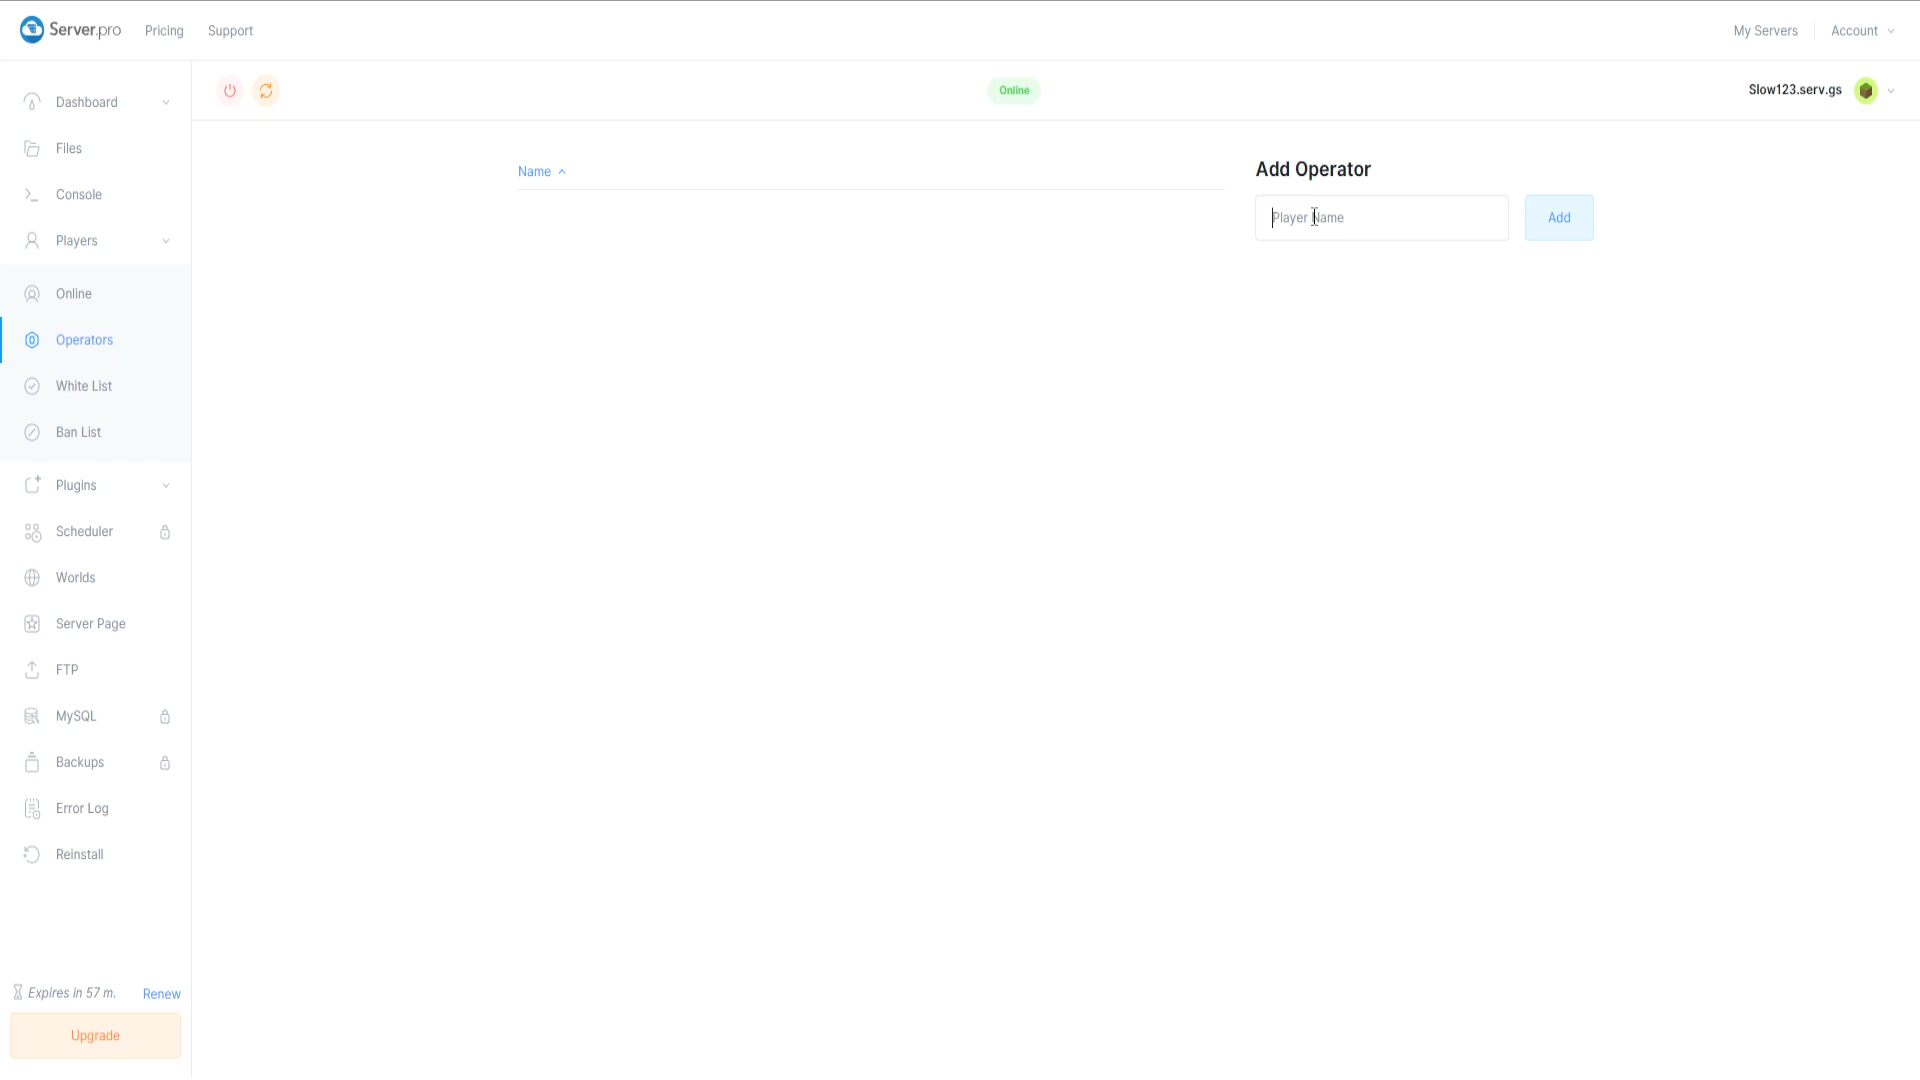 Server.pro
Pricing
Support
My Servers
Account
Dashboard
Files
Console
Players
Online
Operators
White List
Ban List
Plugins
Scheduler
Worlds
Server Page
FTP
MySQL
Backups
Error Log
Reinstall
Expires in 57 m.
Renew
Upgrade
Online
Slow123.serv.gs
Name
Add Operator
Player Name
Add